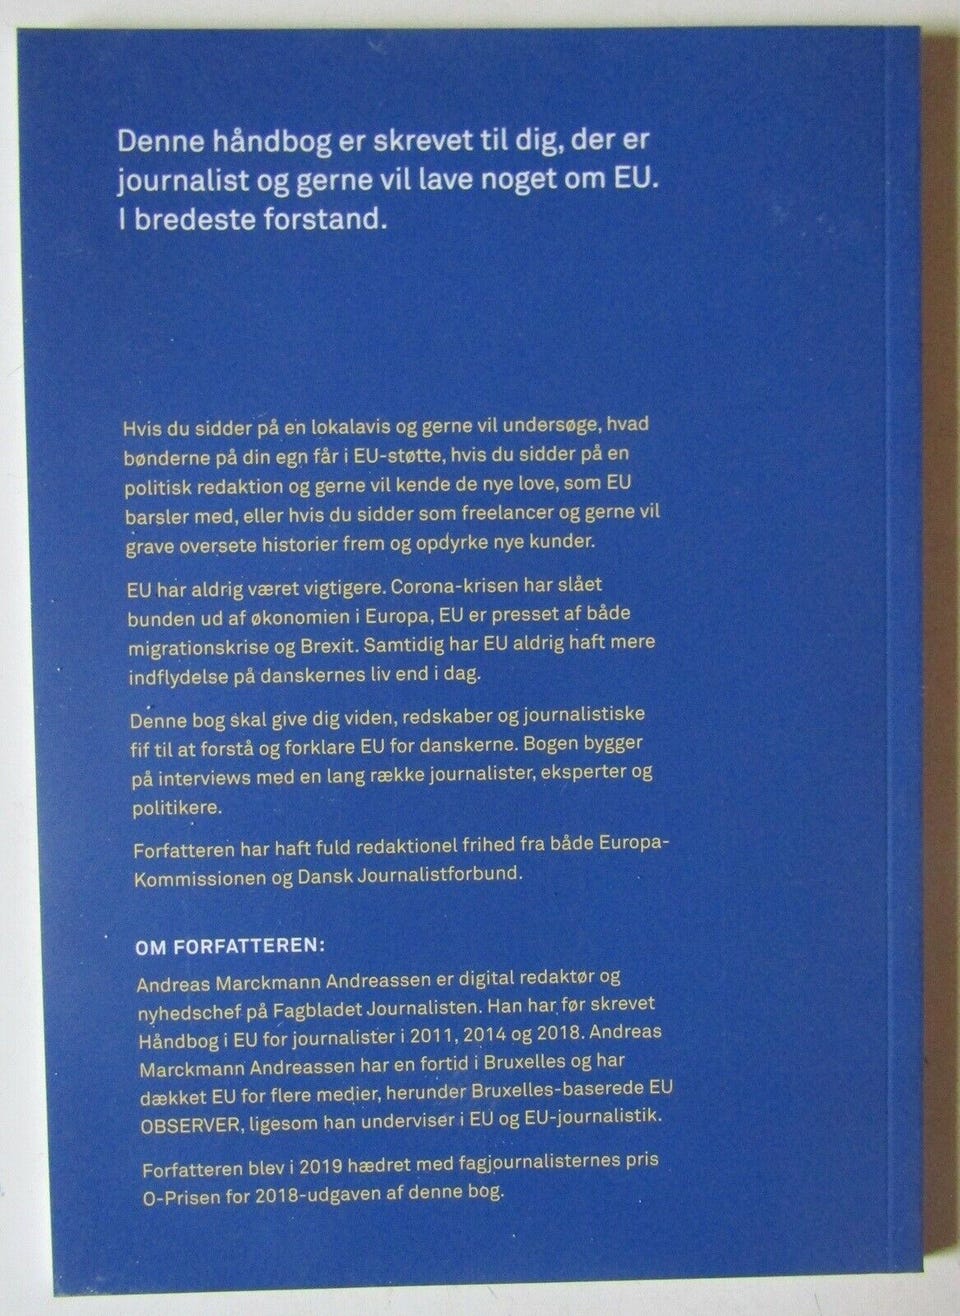 Denne håndbog er skrevet til dig, der er
journalist og gerne vil lave noget om EU.
I bredeste forstand.
Hvis du sidder på en lokalavis og gerne vil undersøge, hvad
bønderne på din egn får i EU-støtte, hvis du sidder på en
politisk redaktion og gerne vil kende de nye love, som EU
barsler med, eller hvis du sidder som freelancer og gerne vil
grave oversete historier frem og opdyrke nye kunder.
EU har aldrig været vigtigere. Corona-krisen har slået
bunden ud af økonomien i Europa, EU er presset af både
migrationskrise og Brexit. Samtidig har EU aldrig haft mere
indflydelse på danskernes liv end i dag.
Denne bog skal give dig viden, redskaber og journalistiske
fif til at forstå og forklare EU for danskerne. Bogen bygger
på interviews med en lang række journalister, eksperter og
politikere.
Forfatteren har haft fuld redaktionel frihed fra både Europa-
Kommissionen og Dansk Journalistforbund.
OM FORFATTEREN:
Andreas Marckmann Andreassen er digital redaktør og
nyhedschef på Fagbladet Journalisten. Han har før skrevet
Håndbog i EU for journalister i 2011, 2014 og 2018. Andreas
Marckmann Andreassen har en fortid i Bruxelles og har
dækket EU for flere medier, herunder Bruxelles-baserede EU
OBSERVER, ligesom han underviser i EU og EU-journalistik.
Forfatteren blev i 2019 hædret med fagjournalisternes pris
O-Prisen for 2018-udgaven af denne bog.